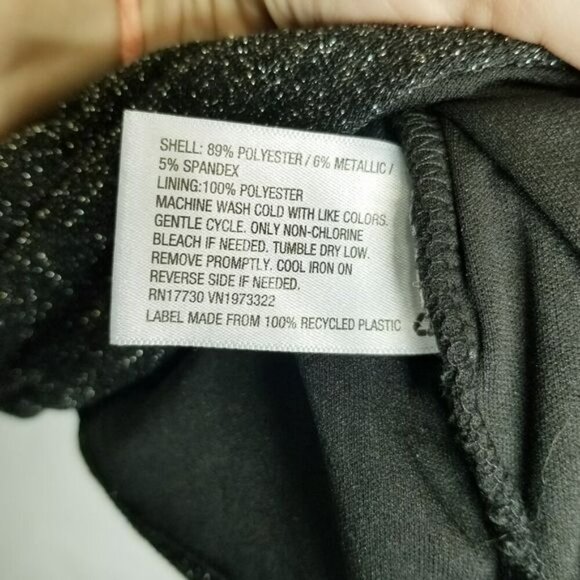 SHELL: 89% POLYESTER / 6% METALLIC /
5% SPANDEX
LINING:100% POLYESTER
MACHINE WASH COLD WITH LIKE COLORS.
GENTLE CYCLE. ONLY NON-CHLORINE
BLEACH IF NEEDED. TUMBLE DRY LOW.
REMOVE PROMPTLY. COOL IRON ON
REVERSE SIDE IF NEEDED.
RN17730 VN1973322
LABEL MADE FROM 100% RECYCLED PLASTIC